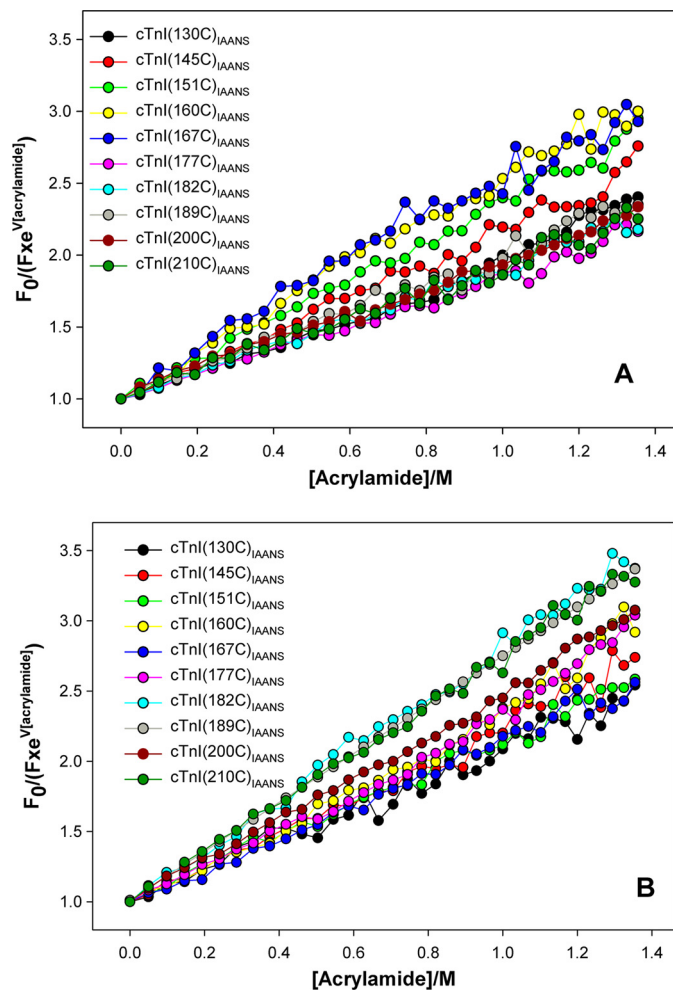 3.5
3.0
2.5
2.0
1.5
1.0
F0/(Fxe^V[acrylamide])
cTnI(130C)IAANS
cTnI(145C)IAANS
cTnI(151C)IAANS
cTnI(160C)IAANS
cTnI(167C)IAANS
cTnI(177C)IAANS
cTnI(182C)IAANS
cTnI(189C)IAANS
cTnI(200C)IAANS
cTnI(210C)IAANS
A
0.0 0.2 0.4 0.6 0.8 1.0 1.2 1.4
[Acrylamide]/M
3.5
3.0
2.5
2.0
1.5
1.0
F0/(Fxe^V[acrylamide])
cTnI(130C)IAANS
cTnI(145C)IAANS
cTnI(151C)IAANS
cTnI(160C)IAANS
cTnI(167C)IAANS
cTnI(177C)IAANS
cTnI(182C)IAANS
cTnI(189C)IAANS
cTnI(200C)IAANS
cTnI(210C)IAANS
B
0.0 0.2 0.4 0.6 0.8 1.0 1.2 1.4
[Acrylamide]/M